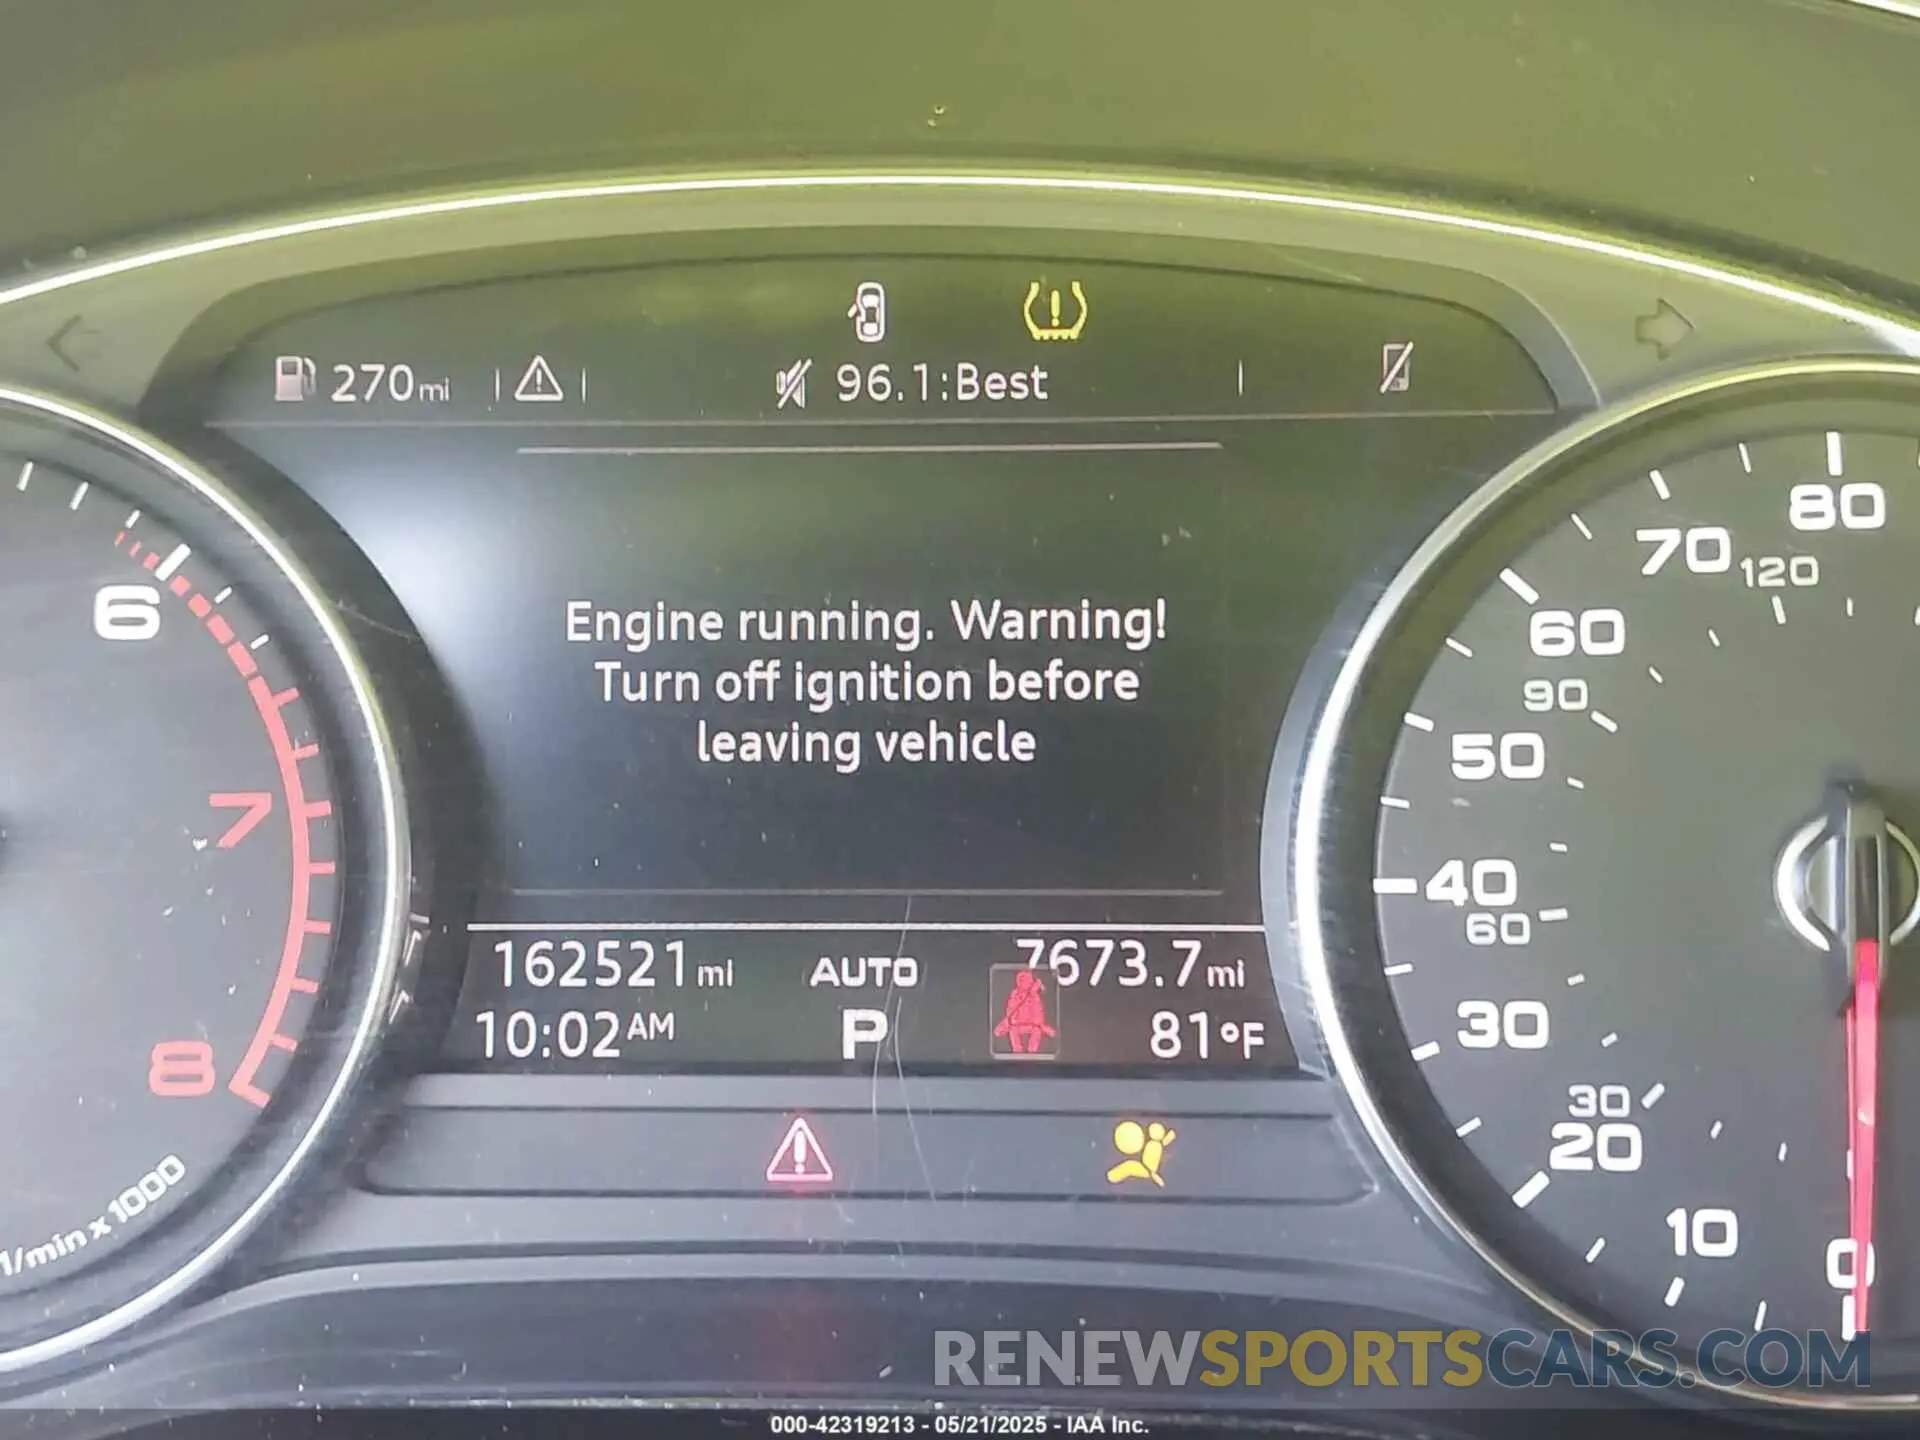 270mi
96.1:Best
Engine running. Warning!
Turn off ignition before
leaving vehicle
162521mi
AUTO
7673.7mi
10:02AM
P
81°F
6
7
8
1/min x 1000
80
70
120
60
90
50
40
60
30
30
20
10
0
RENEWSPORTSCARS.COM
000-42319213 - 05/21/2025 - IAA Inc.